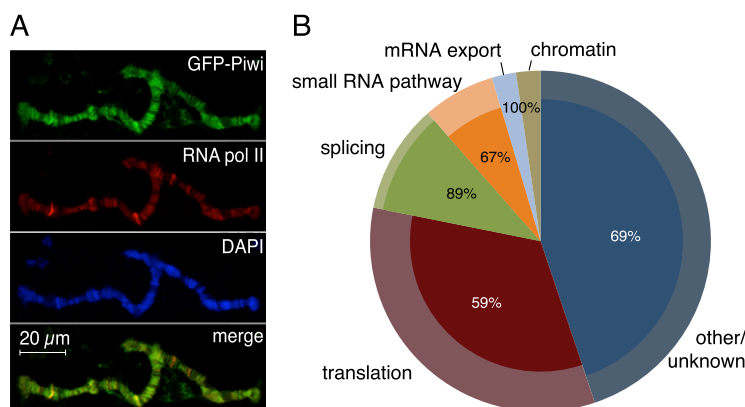 A
GFP-Piwi
RNA pol II
DAPI
20 µm
merge
B
mRNA export
chromatin
small RNA pathway
splicing
100%
67%
89%
69%
59%
translation
other/
unknown